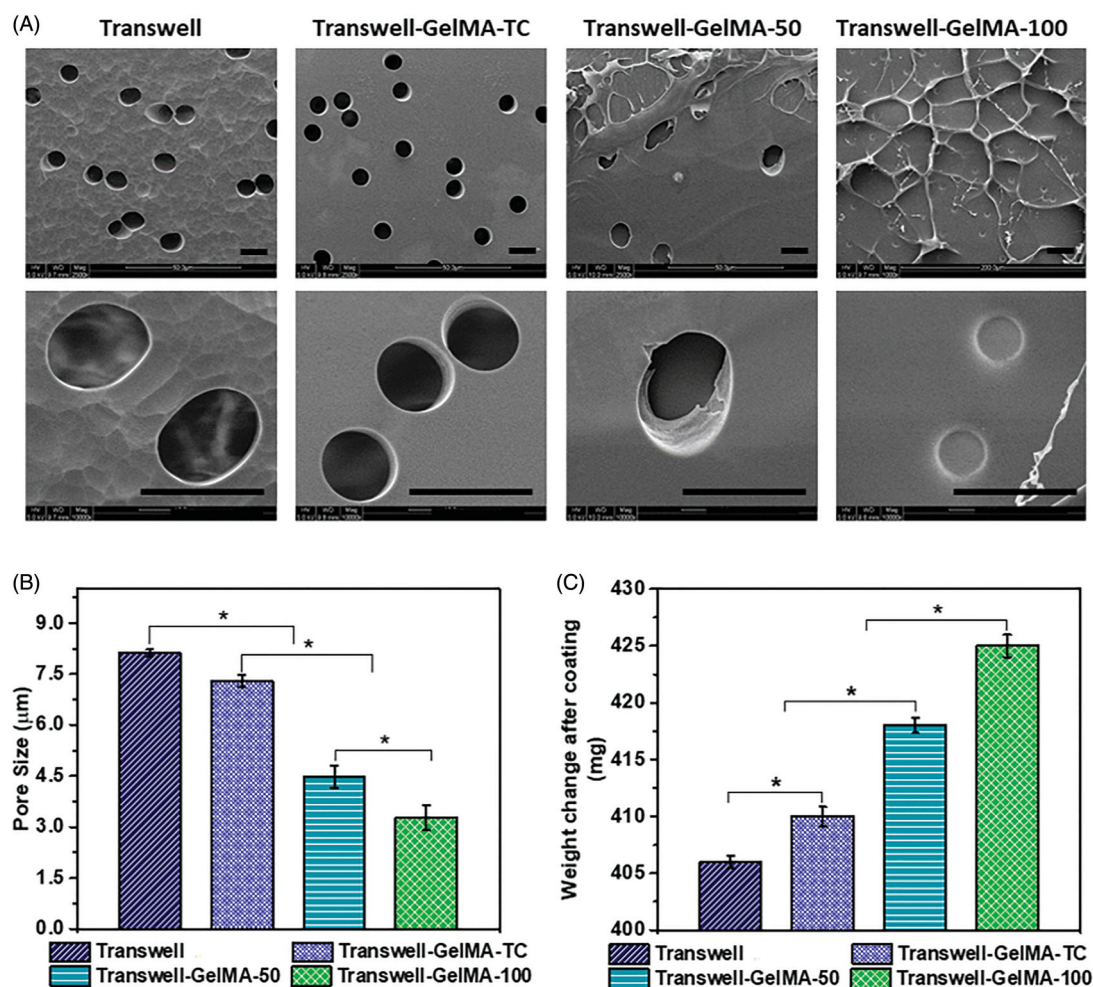 (A)
Transwell
Transwell-GelMA-TC
Transwell-GelMA-50
Transwell-GelMA-100
(B)
Pore Size (μm)
9.0
7.5
6.0
4.5
3.0
1.5
0.0
*
*
*
Transwell
Transwell-GelMA-TC
Transwell-GelMA-50
Transwell-GelMA-100
(C)
Weight change after coating
(mg)
430
425
420
415
410
405
400
*
*
*
Transwell
Transwell-GelMA-TC
Transwell-GelMA-50
Transwell-GelMA-100